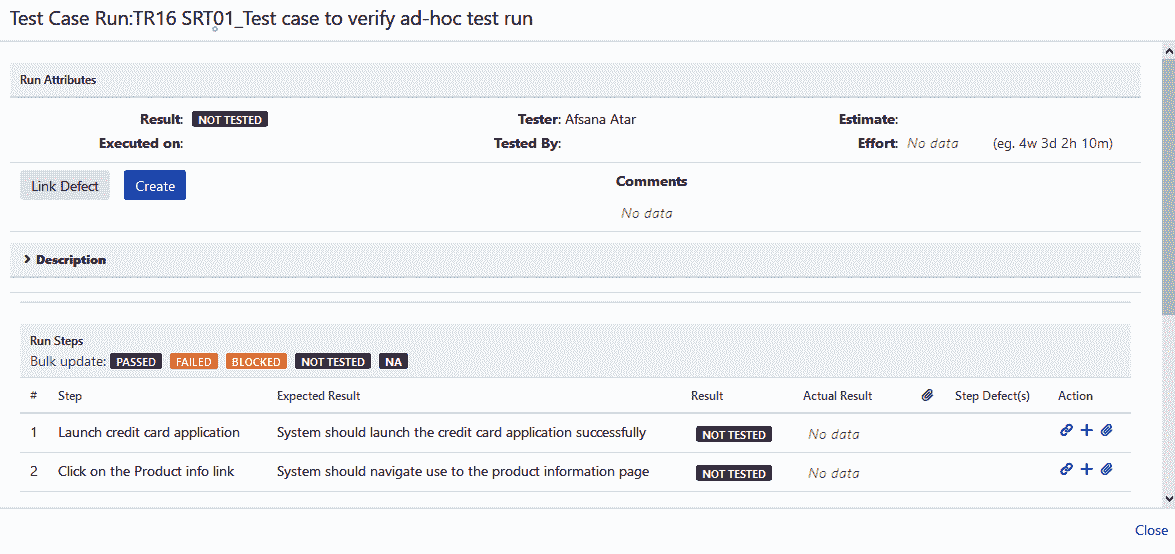 Test Case Run:TR16 SRT01_Test case to verify ad-hoc test run
Run Attributes
Result: NOT TESTED Tester: Afsana Atar Estimate:
Executed on: Tested By: Effort: No data (eg. 4w 3d 2h 10m)
Link Defect Create Comments
No data
Description
Run Steps
Bulk update: PASSED FAILED BLOCKED NOT TESTED NA
# Step Expected Result Result Actual Result Step Defect(s) Action
1 Launch credit card application System should launch the credit card application successfully NOT TESTED No data
2 Click on the Product info link System should navigate use to the product information page NOT TESTED No data
Close